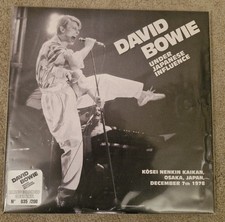 DAVID
BOWIE
UNDER
JAPANESE
INFLUENCE
KŌSEI NENKIN KAIKAN,
OSAKA, JAPAN...
DECEMBER 7th 1978
DAVID
BOWIE